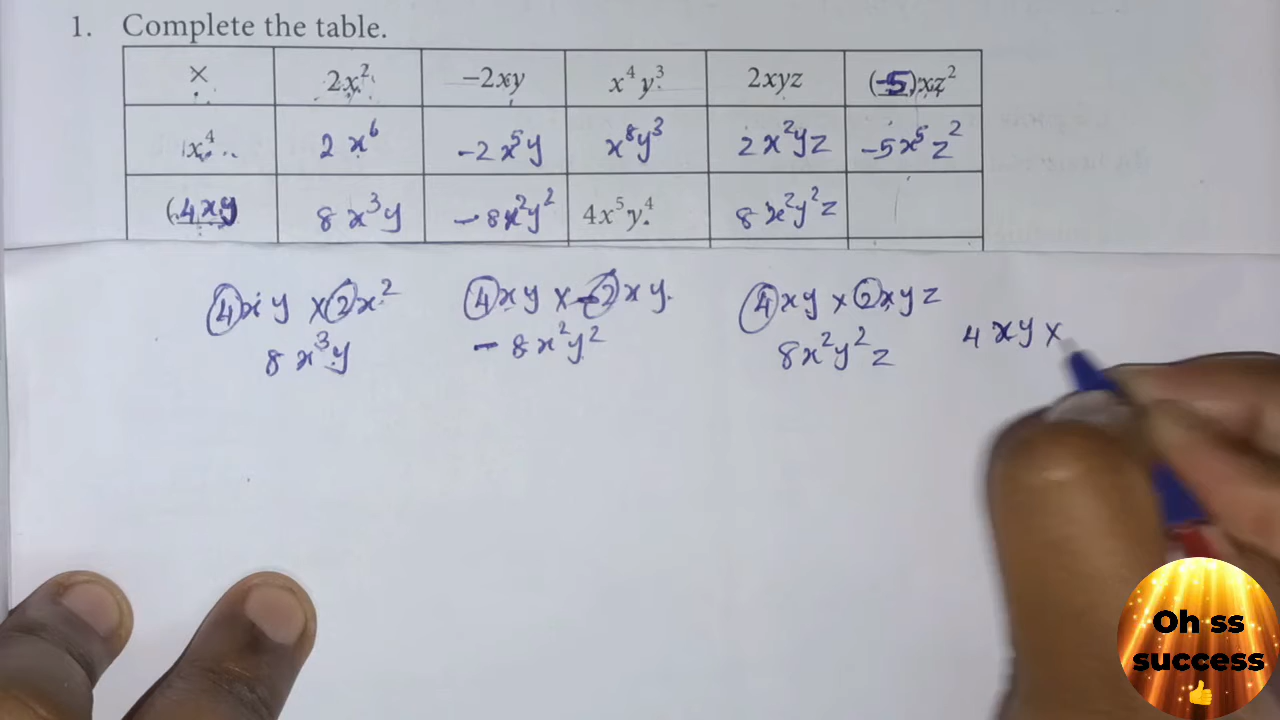 1. Complete the table.
× 2x² -2xy x⁴y³ 2xyz (-5)xz²
x⁴ 2x⁶ -2x⁵y x⁸y³ 2x²yz -5x⁵z²
(4xy 8x³y -8x²y² 4x⁵y⁴ 8x²y²z
4xy × 2x² 4xy × -2xy 4xy × 2xyz 4xy ×
8x³y -8x²y² 8x²y²z
Oh ss
success